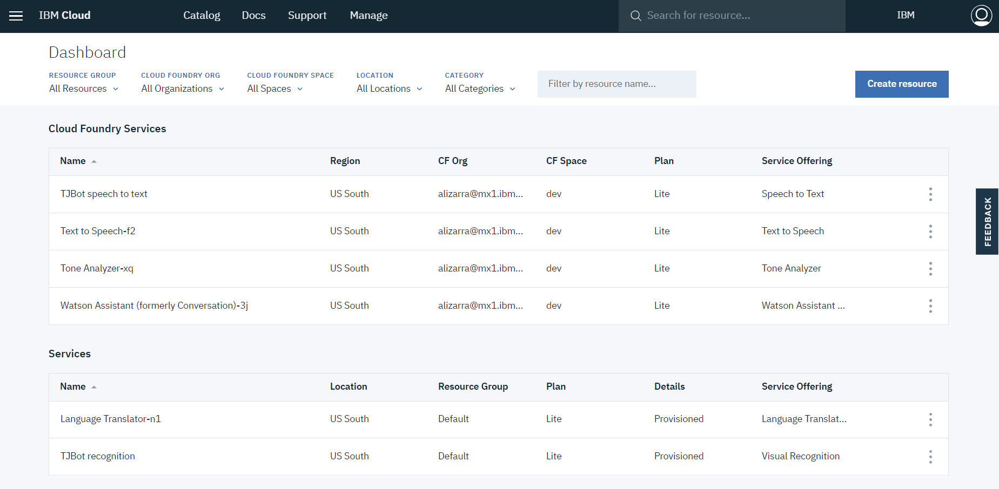 IBM Cloud Catalog Docs Support Manage Search for resource... IBM
Dashboard
RESOURCE GROUP CLOUD FOUNDRY ORG CLOUD FOUNDRY SPACE LOCATION CATEGORY
All Resources All Organizations All Spaces All Locations All Categories
Filter by resource name...
Create resource
Cloud Foundry Services
Name Region CF Org CF Space Plan Service Offering
TJBot speech to text US South alizarra@mx1.ibm... dev Lite Speech to Text
Text to Speech-f2 US South alizarra@mx1.ibm... dev Lite Text to Speech
Tone Analyzer-xq US South alizarra@mx1.ibm... dev Lite Tone Analyzer
Watson Assistant (formerly Conversation)-3j US South alizarra@mx1.ibm... dev Lite Watson Assistant ...
FEEDBACK
Services
Name Location Resource Group Plan Details Service Offering
Language Translator-n1 US South Default Lite Provisioned Language Translat...
TJBot recognition US South Default Lite Provisioned Visual Recognition